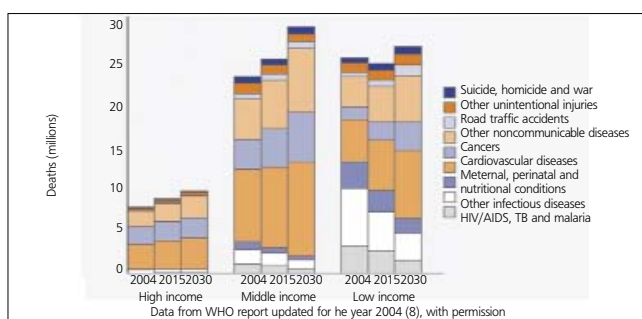 30
25
20
15
10
5
0
Deaths (millions)
Suicide, homicide and war
Other unintentional injuries
Road traffic accidents
Other noncommunicable diseases
Cancers
Cardiovascular diseases
Meternal, perinatal and
nutritional conditions
Other infectious diseases
HIV/AIDS, TB and malaria
2004 2015 2030 2004 2015 2030 2004 2015 2030
High income Middle income Low income
Data from WHO report updated for he year 2004 (8), with permission